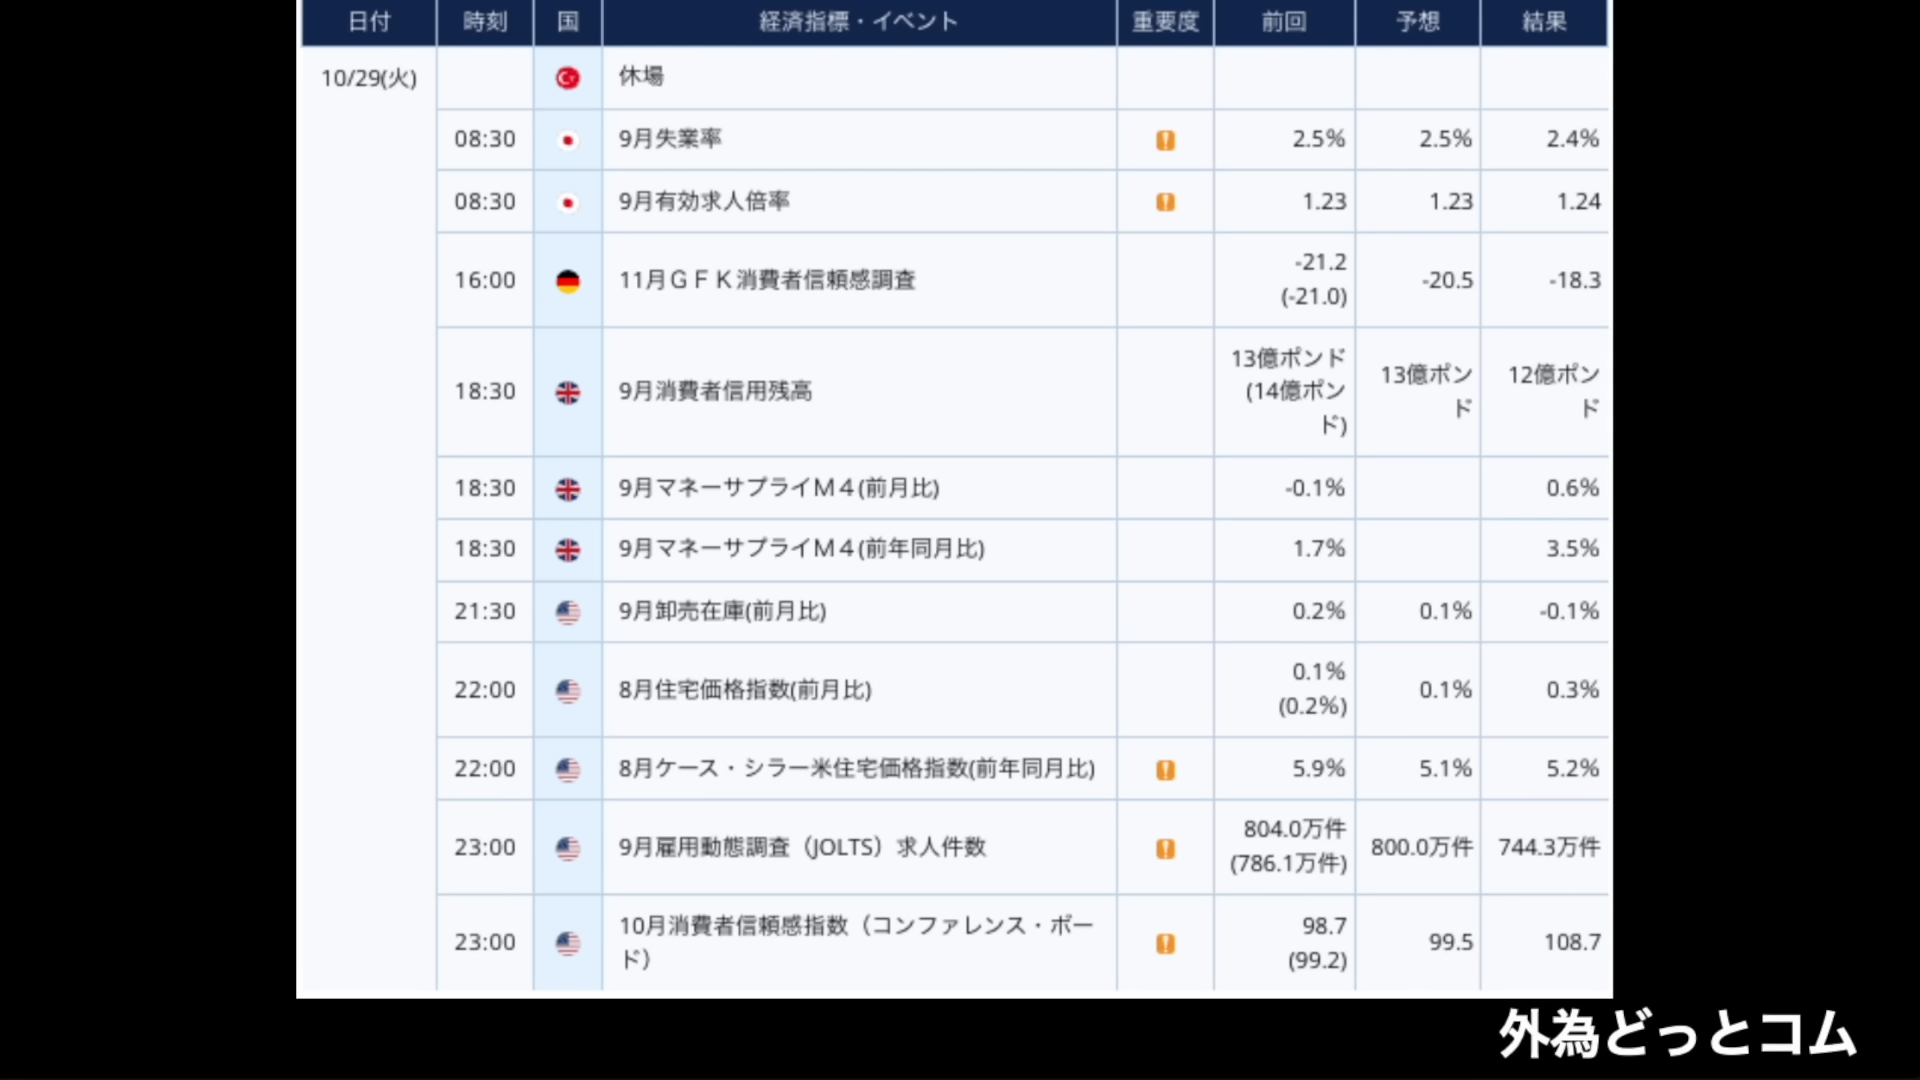 日付 時刻 国 経済指標・イベント 重要度 前回 予想 結果
10/29(火) 休場
08:30 9月失業率 2.5% 2.5% 2.4%
08:30 9月有効求人倍率 1.23 1.23 1.24
16:00 11月ＧＦＫ消費者信頼感調査 -21.2 (-21.0) -20.5 -18.3
18:30 9月消費者信用残高 13億ポンド (14億ポンド) 13億ポンド 12億ポンド
18:30 9月マネーサプライＭ４(前月比) -0.1% 0.6%
18:30 9月マネーサプライＭ４(前年同月比) 1.7% 3.5%
21:30 9月卸売在庫(前月比) 0.2% 0.1% -0.1%
22:00 8月住宅価格指数(前月比) 0.1% (0.2%) 0.1% 0.3%
22:00 8月ケース・シラー米住宅価格指数(前年同月比) 5.9% 5.1% 5.2%
23:00 9月雇用動態調査（JOLTS）求人件数 804.0万件 (786.1万件) 800.0万件 744.3万件
23:00 10月消費者信頼感指数（コンファレンス・ボード） 98.7 (99.2) 99.5 108.7
外為どっとコム